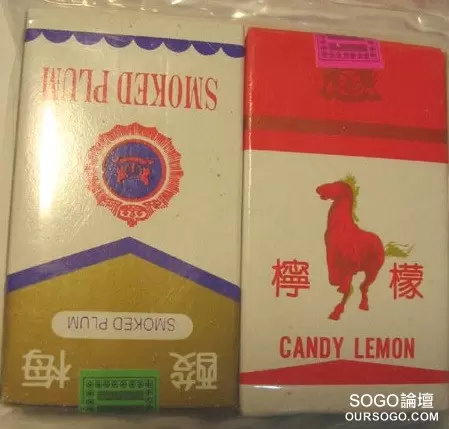 酸梅
SMOKED PLUM
SMOKED PLUM
檸檬
CANDY LEMON
SOGO論壇
OURSOGO.COM